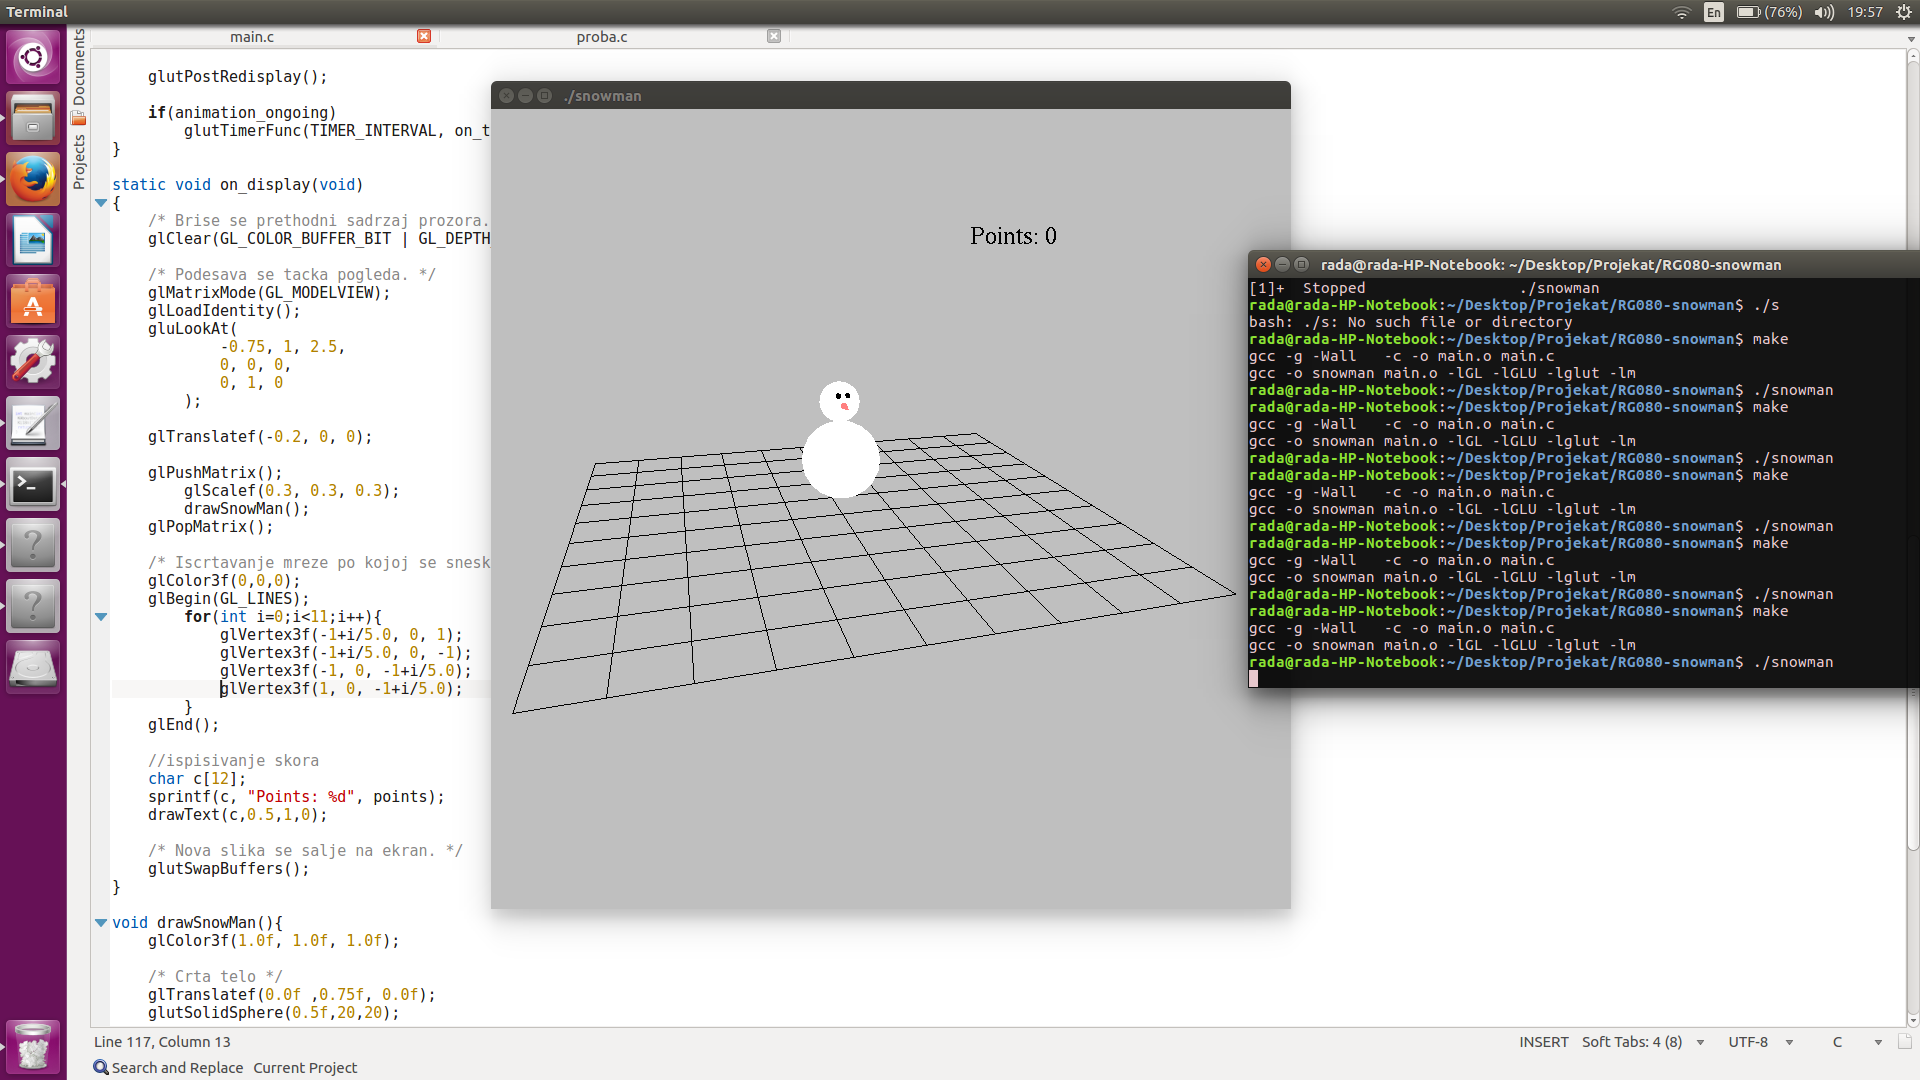 Terminal
En
(76%)
19:57
Documents
Projects
main.c
proba.c
glutPostRedisplay();
if(animation_ongoing)
glutTimerFunc(TIMER_INTERVAL, on_t
}
static void on_display(void)
{
/* Brise se prethodni sadrzaj prozora.
glClear(GL_COLOR_BUFFER_BIT | GL_DEPTH
/* Podesava se tacka pogleda. */
glMatrixMode(GL_MODELVIEW);
glLoadIdentity();
gluLookAt(
-0.75, 1, 2.5,
0, 0, 0,
0, 1, 0
);
glTranslatef(-0.2, 0, 0);
glPushMatrix();
glScalef(0.3, 0.3, 0.3);
drawSnowMan();
glPopMatrix();
/* Iscrtavanje mreze po kojoj se snesk
glColor3f(0,0,0);
glBegin(GL_LINES);
for(int i=0;i<11;i++){
glVertex3f(-1+i/5.0, 0, 1);
glVertex3f(-1+i/5.0, 0, -1);
glVertex3f(-1, 0, -1+i/5.0);
glVertex3f(1, 0, -1+i/5.0);
}
glEnd();
//ispisivanje skora
char c[12];
sprintf(c, "Points: %d", points);
drawText(c,0.5,1,0);
/* Nova slika se salje na ekran. */
glutSwapBuffers();
}
void drawSnowMan(){
glColor3f(1.0f, 1.0f, 1.0f);
/* Crta telo */
glTranslatef(0.0f ,0.75f, 0.0f);
glutSolidSphere(0.5f,20,20);
./snowman
Points: 0
rada@rada-HP-Notebook: ~/Desktop/Projekat/RG080-snowman
[1]+  Stopped                 ./snowman
rada@rada-HP-Notebook:~/Desktop/Projekat/RG080-snowman$ ./s
bash: ./s: No such file or directory
rada@rada-HP-Notebook:~/Desktop/Projekat/RG080-snowman$ make
gcc -g -Wall   -c -o main.o main.c
gcc -o snowman main.o -lGL -lGLU -lglut -lm
rada@rada-HP-Notebook:~/Desktop/Projekat/RG080-snowman$ ./snowman
rada@rada-HP-Notebook:~/Desktop/Projekat/RG080-snowman$ make
gcc -g -Wall   -c -o main.o main.c
gcc -o snowman main.o -lGL -lGLU -lglut -lm
rada@rada-HP-Notebook:~/Desktop/Projekat/RG080-snowman$ ./snowman
rada@rada-HP-Notebook:~/Desktop/Projekat/RG080-snowman$ make
gcc -g -Wall   -c -o main.o main.c
gcc -o snowman main.o -lGL -lGLU -lglut -lm
rada@rada-HP-Notebook:~/Desktop/Projekat/RG080-snowman$ ./snowman
rada@rada-HP-Notebook:~/Desktop/Projekat/RG080-snowman$ make
gcc -g -Wall   -c -o main.o main.c
gcc -o snowman main.o -lGL -lGLU -lglut -lm
rada@rada-HP-Notebook:~/Desktop/Projekat/RG080-snowman$ ./snowman
rada@rada-HP-Notebook:~/Desktop/Projekat/RG080-snowman$ make
gcc -g -Wall   -c -o main.o main.c
gcc -o snowman main.o -lGL -lGLU -lglut -lm
rada@rada-HP-Notebook:~/Desktop/Projekat/RG080-snowman$ ./snowman
Line 117, Column 13
INSERT
Soft Tabs: 4 (8)
UTF-8
C
Search and Replace
Current Project